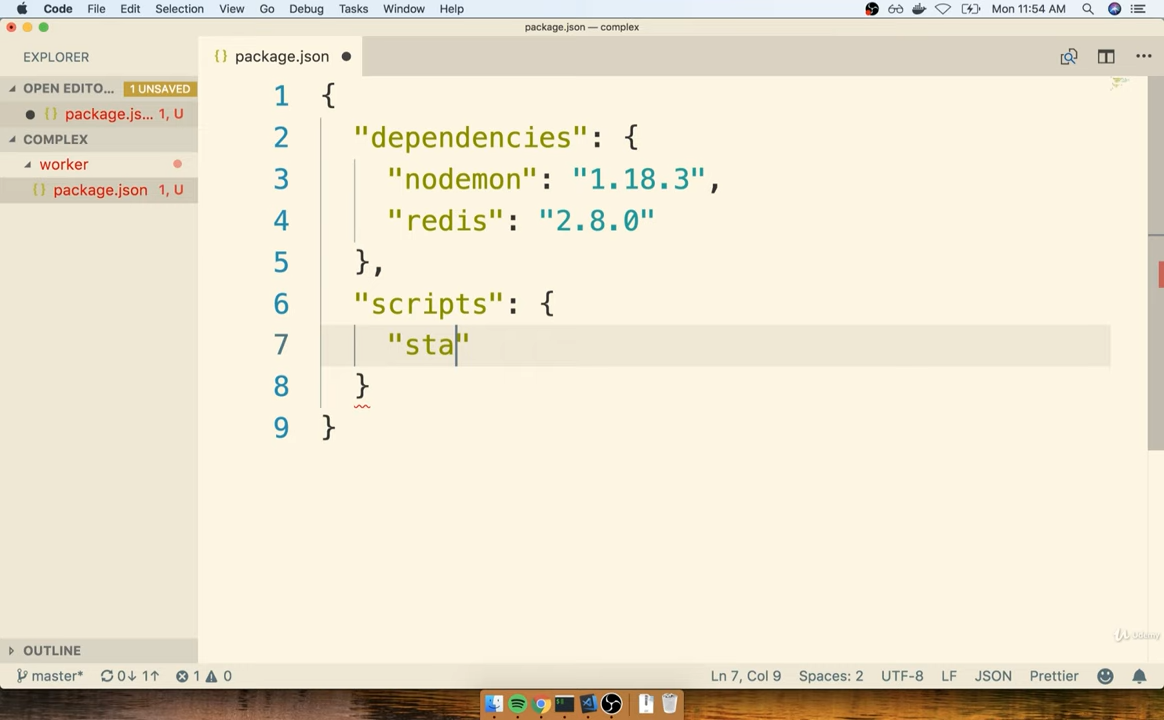 Code File Edit Selection View Go Debug Tasks Window Help Mon 11:54 AM
package.json — complex
EXPLORER
{} package.json
OPEN EDITO... 1 UNSAVED
{} package.js... 1, U
COMPLEX
worker
{} package.json 1, U
1 {
2 "dependencies": {
3 "nodemon": "1.18.3",
4 "redis": "2.8.0"
5 },
6 "scripts": {
7 "sta"
8 }
9 }
Udemy
OUTLINE
master* 0↓ 1↑ 1 0 Ln 7, Col 9 Spaces: 2 UTF-8 LF JSON Prettier